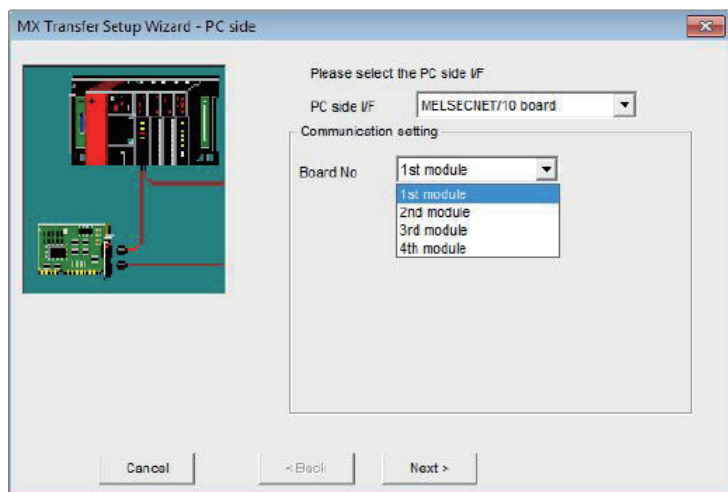 MX Transfer Setup Wizard - PC side
Please select the PC side I/F
PC side I/F
MELSECNET/10 board
Communication setting
Board No
1st module
1st module
2nd module
3rd module
4th module
Cancel
< Back
Next >